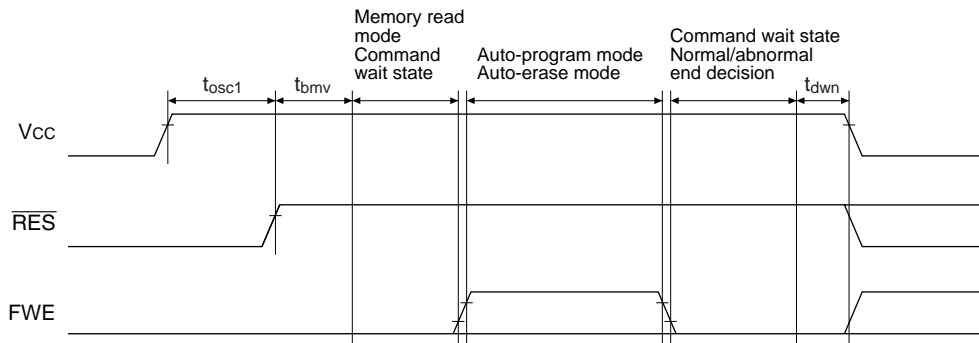 Memory read
mode
Command
wait state
Auto-program mode
Auto-erase mode
Command wait state
Normal/abnormal
end decision
tosc1
tbmv
tdwn
VCC
RES
FWE